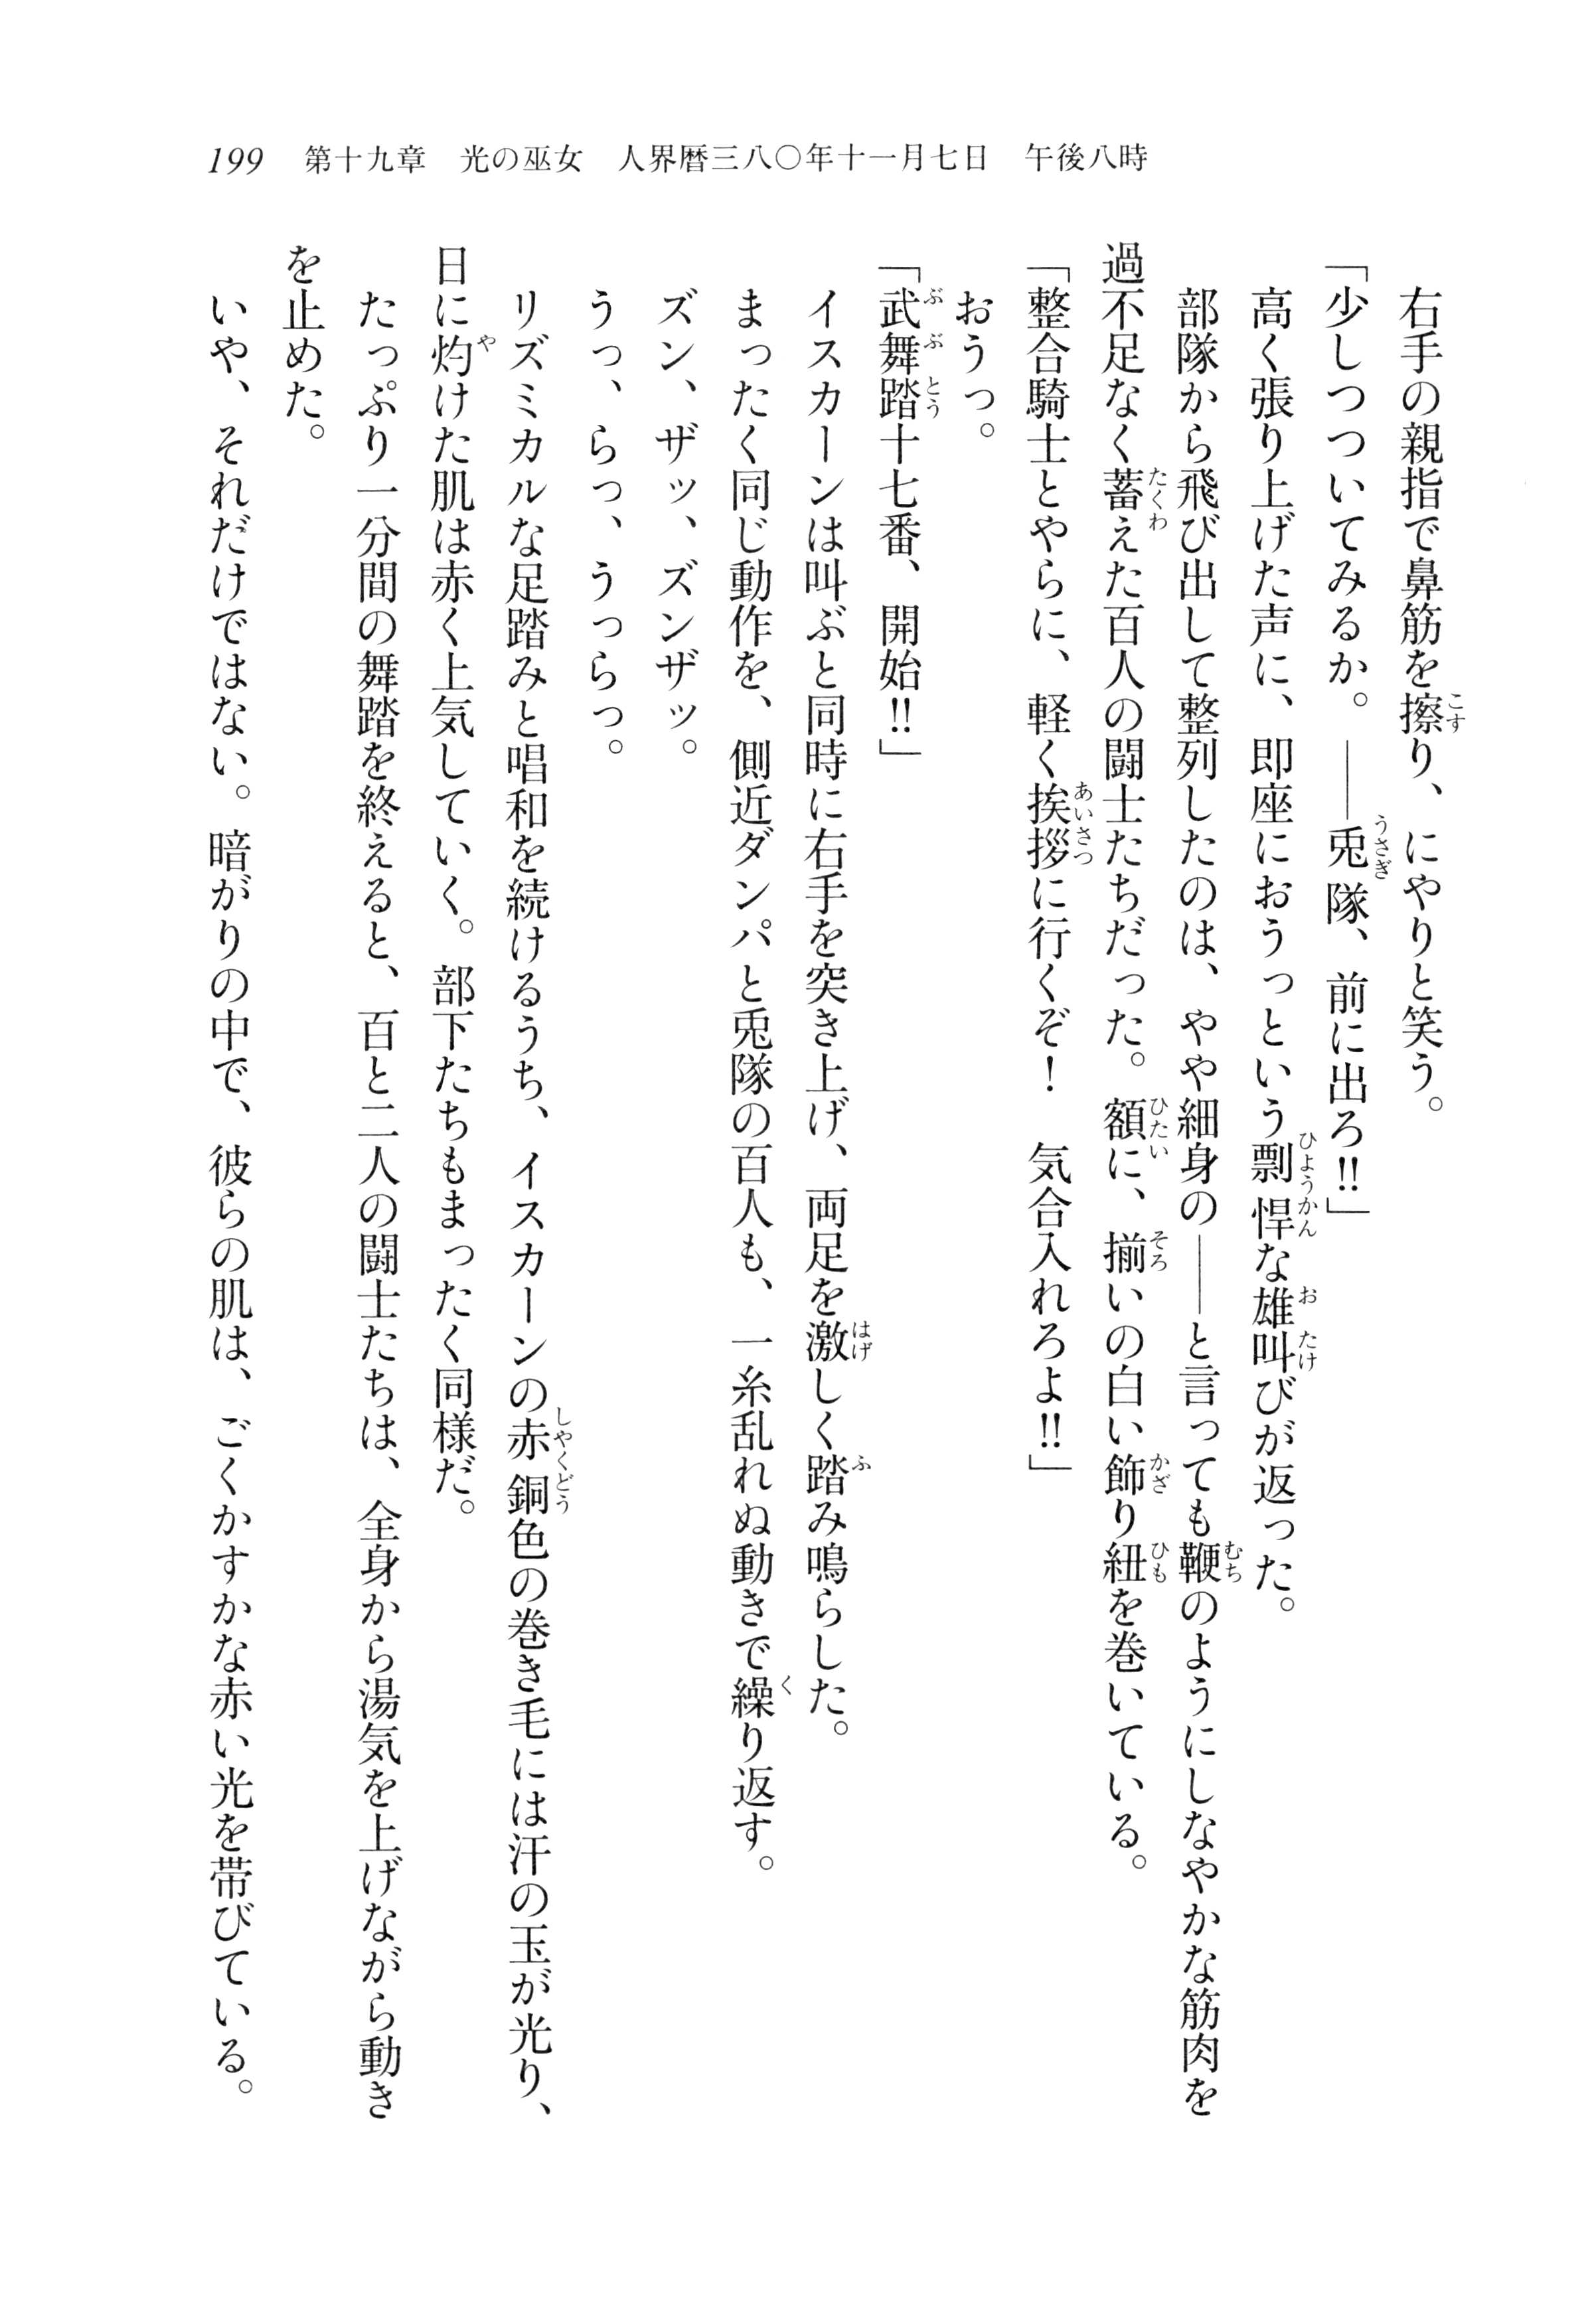 199　第十九章　光の巫女　人界暦三八〇年十一月七日　午後八時
　右手の親指で鼻筋を擦り、にやりと笑う。
「少しつついてみるか。――兎隊、前に出ろ!!」
　高く張り上げた声に、即座におうっという剽悍な雄叫びが返った。
　部隊から飛び出して整列したのは、やや細身の――と言っても鞭のようにしなやかな筋肉を
過不足なく蓄えた百人の闘士たちだった。額に、揃いの白い飾り紐を巻いている。
「整合騎士とやらに、軽く挨拶に行くぞ！　気合入れろよ!!」
　おうっ。
「武舞踏十七番、開始!!」
　イスカーンは叫ぶと同時に右手を突き上げ、両足を激しく踏み鳴らした。
　まったく同じ動作を、側近ダンパと兎隊の百人も、一糸乱れぬ動きで繰り返す。
　ズン、ザッ、ズンザッ。
　うっ、らっ、うっらっ。
　リズミカルな足踏みと唱和を続けるうち、イスカーンの赤銅色の巻き毛には汗の玉が光り、
日に灼けた肌は赤く上気していく。部下たちもまったく同様だ。
　たっぷり一分間の舞踏を終えると、百と二人の闘士たちは、全身から湯気を上げながら動き
を止めた。
　いや、それだけではない。暗がりの中で、彼らの肌は、ごくかすかな赤い光を帯びている。